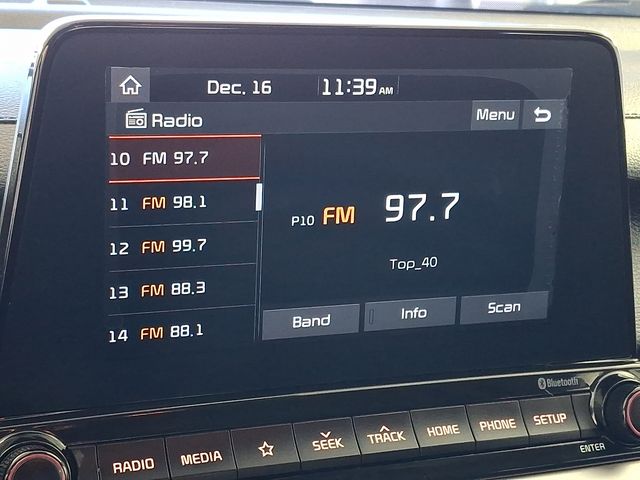 Dec. 16 11:39 AM
Radio Menu
10 FM 97.7
11 FM 98.1
12 FM 99.7
13 FM 88.3
14 FM 88.1
P10 FM 97.7
Top_40
Band Info Scan
Bluetooth
RADIO MEDIA SEEK TRACK HOME PHONE SETUP
ENTER